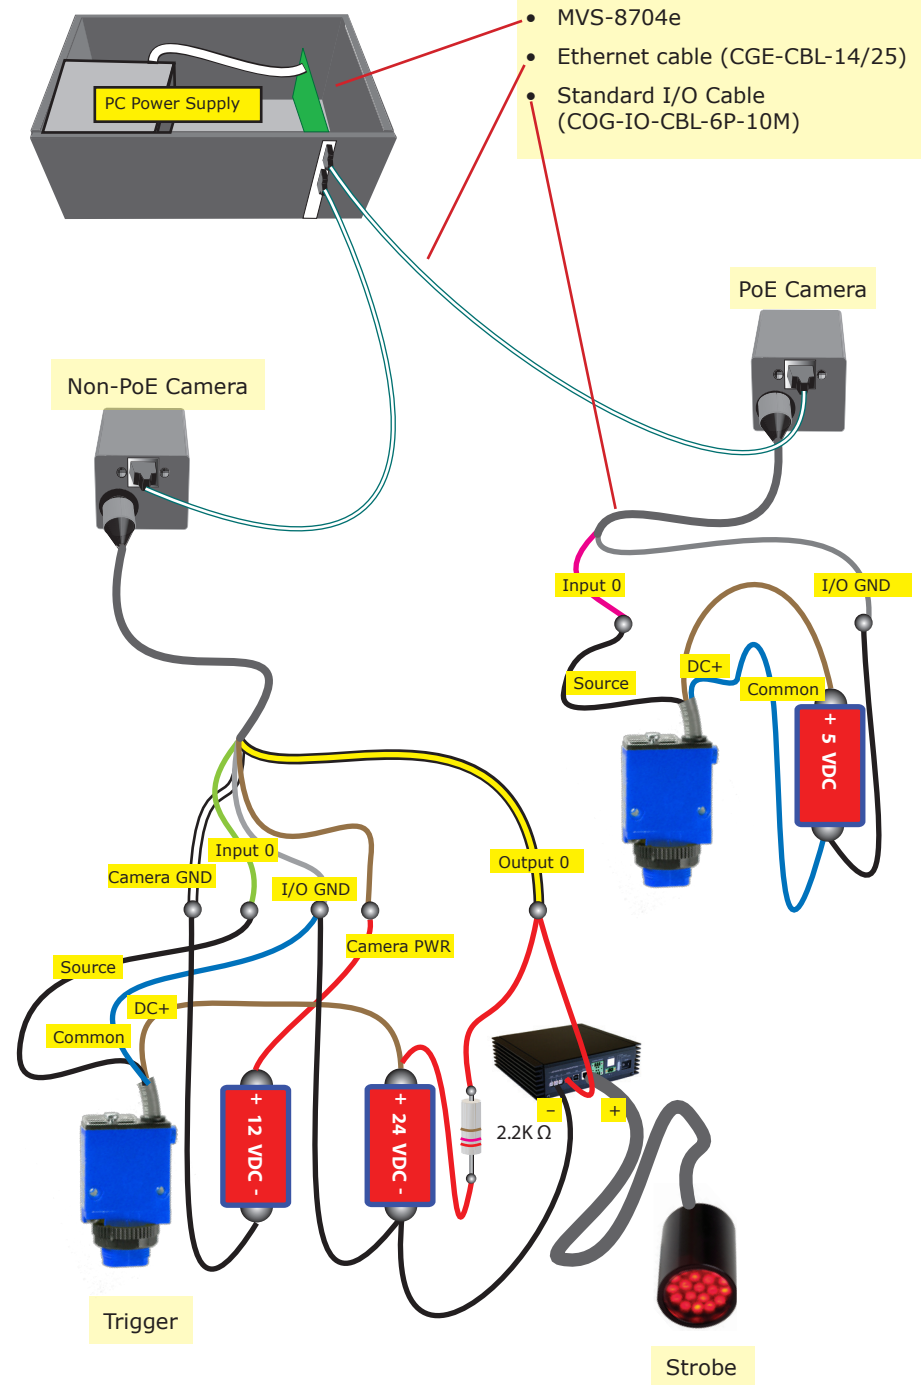 • MVS-8704e
• Ethernet cable (CGE-CBL-14/25)
• Standard I/O Cable
(COG-IO-CBL-6P-10M)
PC Power Supply
PoE Camera
Non-PoE Camera
Input 0
I/O GND
DC+
Source
Common
+ 5 VDC
Input 0
Output 0
Camera GND
I/O GND
Camera PWR
Source
DC+
Common
+ 12 VDC -
+ 24 VDC -
2.2K Ω
–
+
Trigger
Strobe